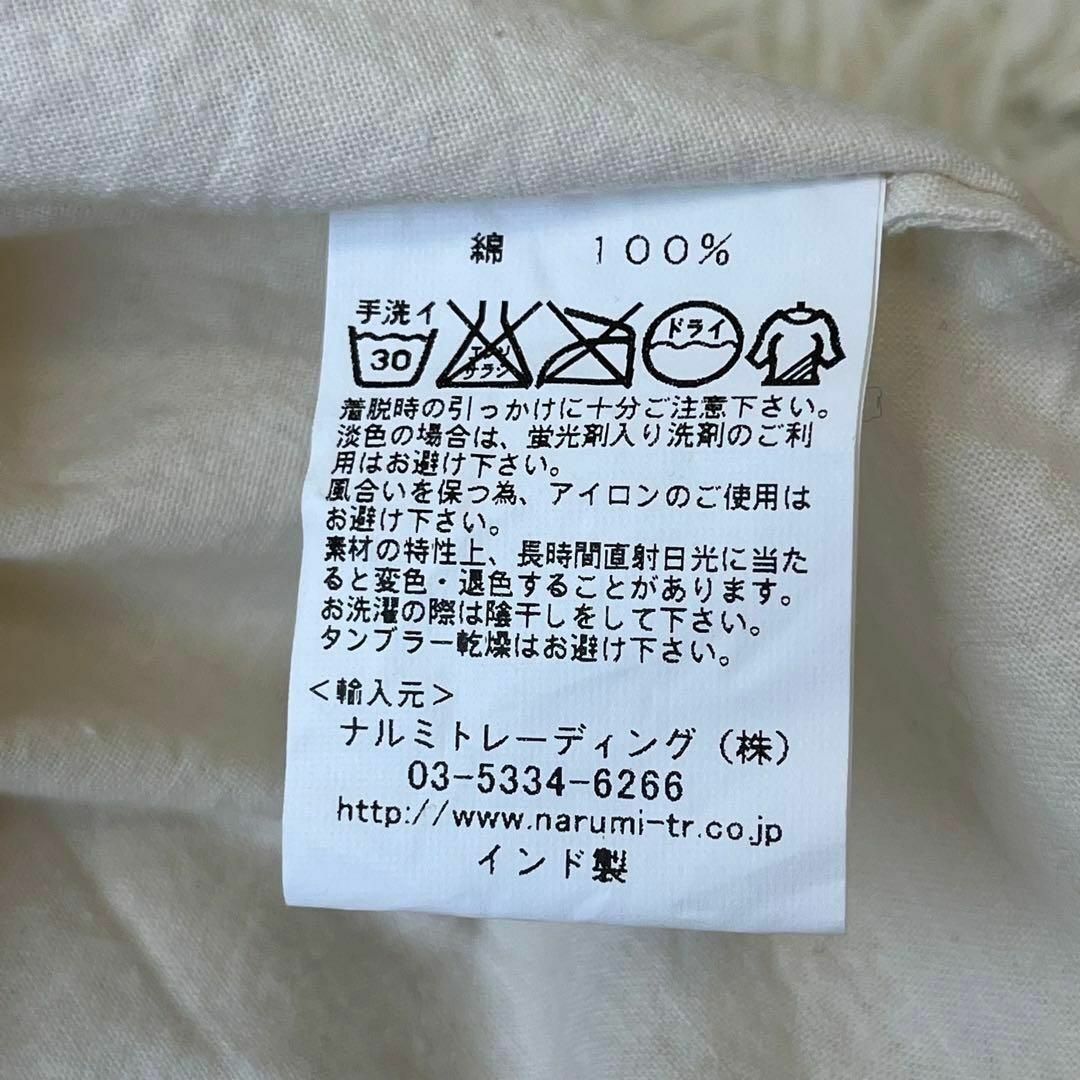 綿 100%
手洗イ
30 エンソ サラシ ドライ
着脱時の引っかけに十分ご注意下さい。
淡色の場合は、蛍光剤入り洗剤のご利
用はお避け下さい。
風合いを保つ為、アイロンのご使用は
お避け下さい。
素材の特性上、長時間直射日光に当た
ると変色・退色することがあります。
お洗濯の際は陰干しをして下さい。
タンブラー乾燥はお避け下さい。
<輸入元>
ナルミトレーディング(株)
03-5334-6266
http://www.narumi-tr.co.jp
インド製